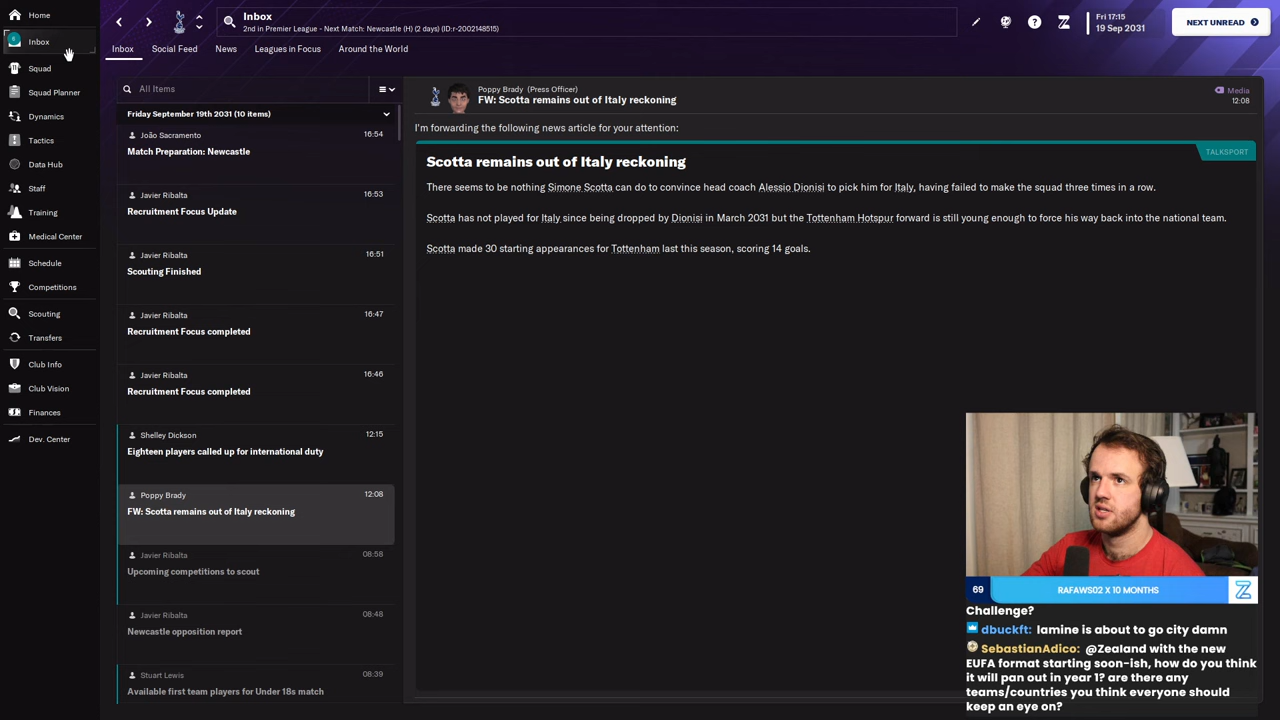 Home
Inbox
Squad
Squad Planner
Dynamics
Tactics
Data Hub
Staff
Training
Medical Center
Schedule
Competitions
Scouting
Transfers
Club Info
Club Vision
Finances
Dev. Center
Inbox
2nd in Premier League - Next Match: Newcastle (H) (2 days) (ID:r-2002148515)
Fri 17:15
19 Sep 2031
NEXT UNREAD
Inbox
Social Feed
News
Leagues in Focus
Around the World
All Items
Friday September 19th 2031 (10 items)
João Sacramento 16:54
Match Preparation: Newcastle
Javier Ribalta 16:53
Recruitment Focus Update
Javier Ribalta 16:51
Scouting Finished
Javier Ribalta 16:47
Recruitment Focus completed
Javier Ribalta 16:46
Recruitment Focus completed
Shelley Dickson 12:15
Eighteen players called up for international duty
Poppy Brady 12:08
FW: Scotta remains out of Italy reckoning
Javier Ribalta 08:58
Upcoming competitions to scout
Javier Ribalta 08:48
Newcastle opposition report
Stuart Lewis 08:39
Available first team players for Under 18s match
Poppy Brady (Press Officer)
FW: Scotta remains out of Italy reckoning
Media
12:08
I'm forwarding the following news article for your attention:
Scotta remains out of Italy reckoning
TALKSPORT
There seems to be nothing Simone Scotta can do to convince head coach Alessio Dionisi to pick him for Italy, having failed to make the squad three times in a row.
Scotta has not played for Italy since being dropped by Dionisi in March 2031 but the Tottenham Hotspur forward is still young enough to force his way back into the national team.
Scotta made 30 starting appearances for Tottenham last this season, scoring 14 goals.
69 RAFAWS02 X 10 MONTHS
Challenge?
dbuckft: lamine is about to go city damn
SebastianAdico: @Zealand with the new
EUFA format starting soon-ish, how do you think
it will pan out in year 1? are there any
teams/countries you think everyone should
keep an eye on?